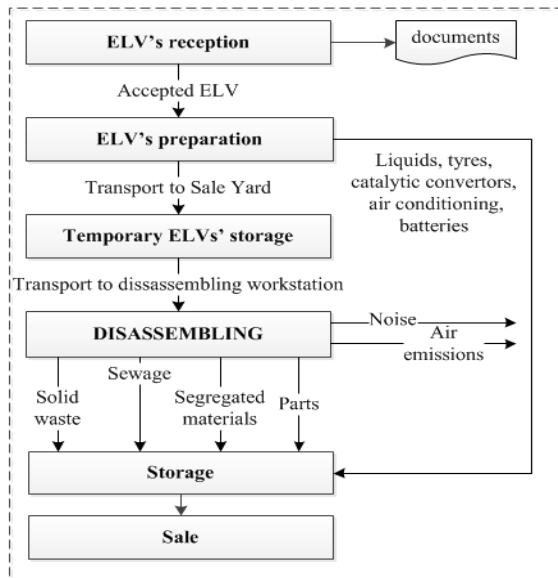 ELV's reception
documents
Accepted ELV
ELV's preparation
Liquids, tyres,
catalytic convertors,
air conditioning,
batteries
Transport to Sale Yard
Temporary ELVs' storage
Transport to dissassembling workstation
DISASSEMBLING
Noise
Air
emissions
Solid
waste
Sewage
Segregated
materials
Parts
Storage
Sale